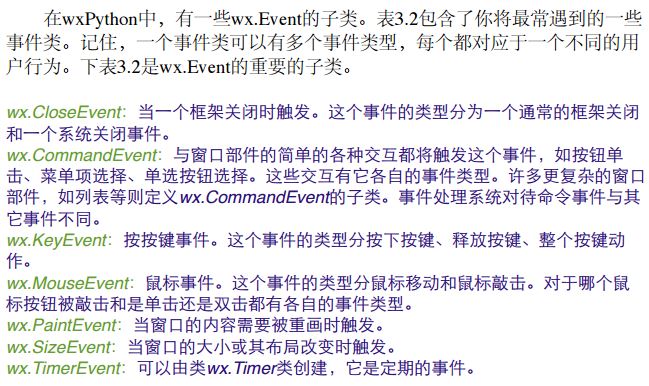 在wxPython中，有一些wx.Event的子类。表3.2包含了你将最常遇到的一些
事件类。记住，一个事件类可以有多个事件类型，每个都对应于一个不同的用
户行为。下表3.2是wx.Event的重要的子类。
wx.CloseEvent：当一个框架关闭时触发。这个事件的类型分为一个通常的框架关闭
和一个系统关闭事件。
wx.CommandEvent：与窗口部件的简单的各种交互都将触发这个事件，如按钮单
击、菜单项选择、单选按钮选择。这些交互有它各自的事件类型。许多更复杂的窗口
部件，如列表等则定义wx.CommandEvent的子类。事件处理系统对待命令事件与其
它事件不同。
wx.KeyEvent：按按键事件。这个事件的类型分按下按键、释放按键、整个按键动
作。
wx.MouseEvent：鼠标事件。这个事件的类型分鼠标移动和鼠标敲击。对于哪个鼠
标按钮被敲击和是单击还是双击都有各自的事件类型。
wx.PaintEvent：当窗口的内容需要被重画时触发。
wx.SizeEvent：当窗口的大小或其布局改变时触发。
wx.TimerEvent：可以由类wx.Timer类创建，它是定期的事件。